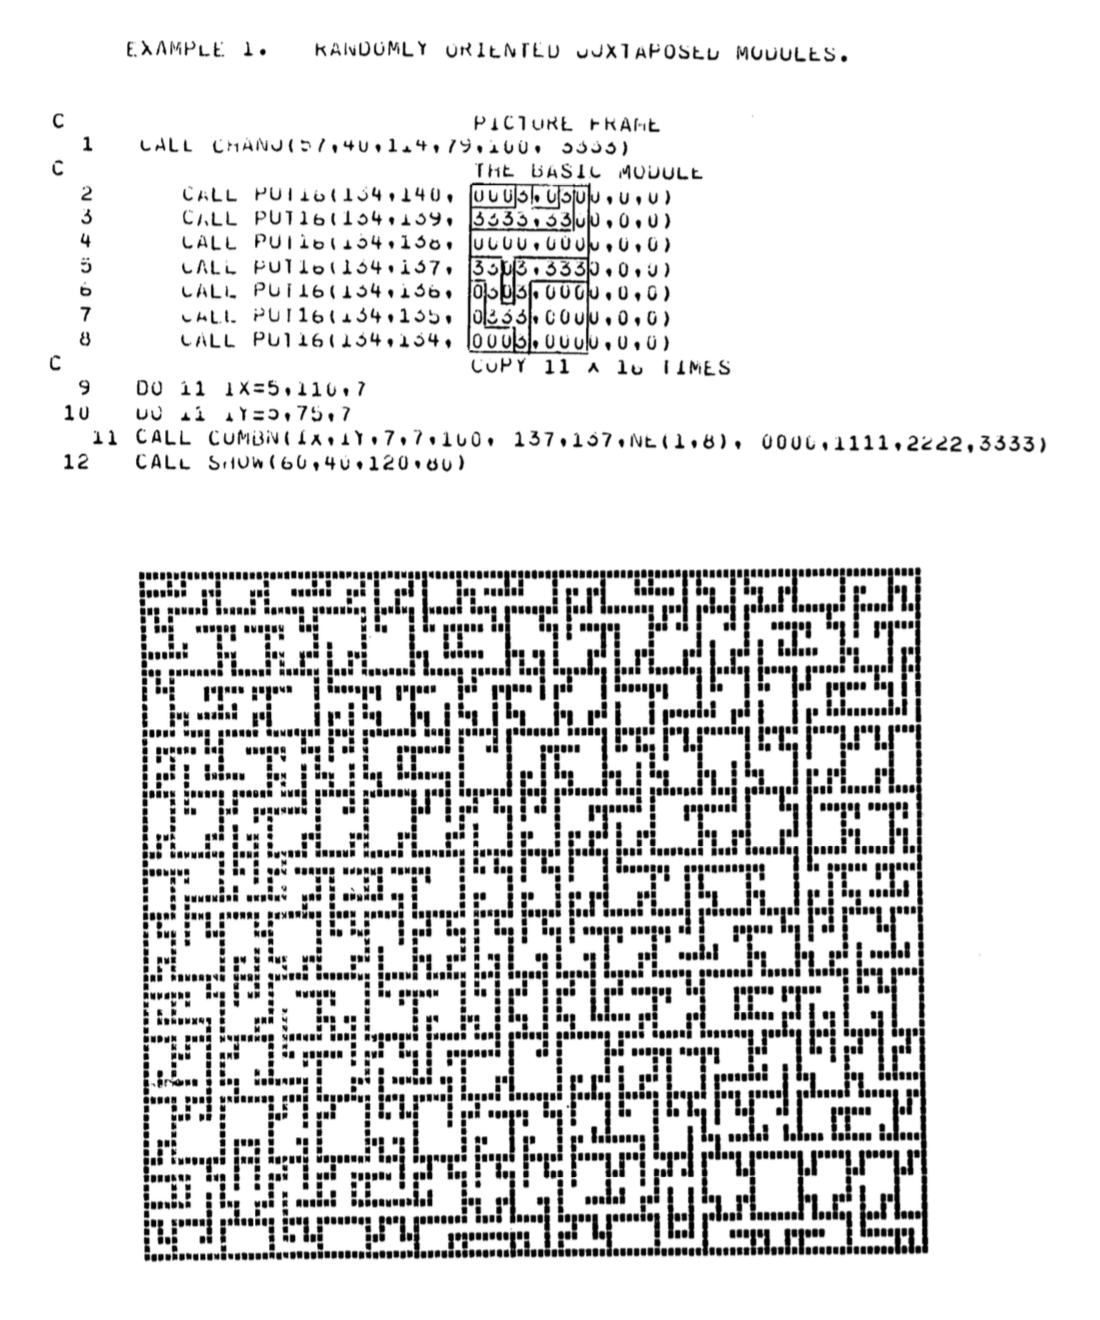 EXAMPLE 1. RANDOMLY ORIENTED JUXTAPOSED MODULES.
C PICTURE FRAME
1 CALL CHANJ(57,40,114,79,100, 3333)
C THE BASIC MODULE
2 CALL PUT16(134,140, 0003,0300,0,0)
3 CALL PUT16(134,139, 3333,3300,0,0)
4 CALL PUT16(134,138, 0000,0000,0,0)
5 CALL PUT16(134,137, 3303,3330,0,0)
6 CALL PUT16(134,136, 0303,0000,0,0)
7 CALL PUT16(134,135, 0333,0000,0,0)
8 CALL PUT16(134,134, 0003,0000,0,0)
C COPY 11 X 16 TIMES
9 DO 11 IX=5,110,7
10 DO 11 IY=5,75,7
11 CALL COMBN(IX,IY,7,7,100, 137,137,NE(1,8), 0000,1111,2222,3333)
12 CALL SHOW(60,40,120,80)